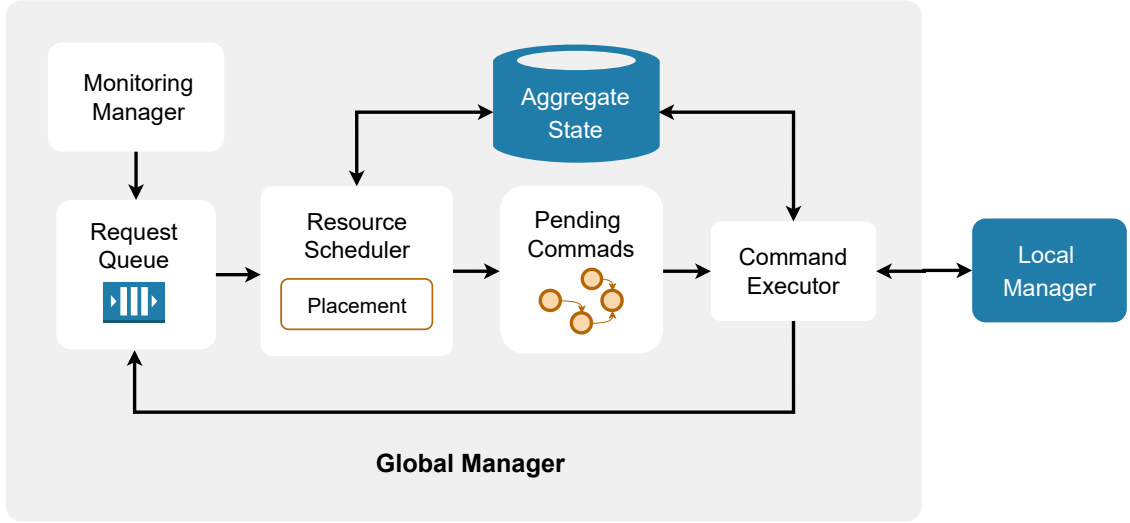 Monitoring
Manager
Aggregate
State
Request
Queue
Resource
Scheduler
Placement
Pending
Commads
Command
Executor
Local
Manager
Global Manager